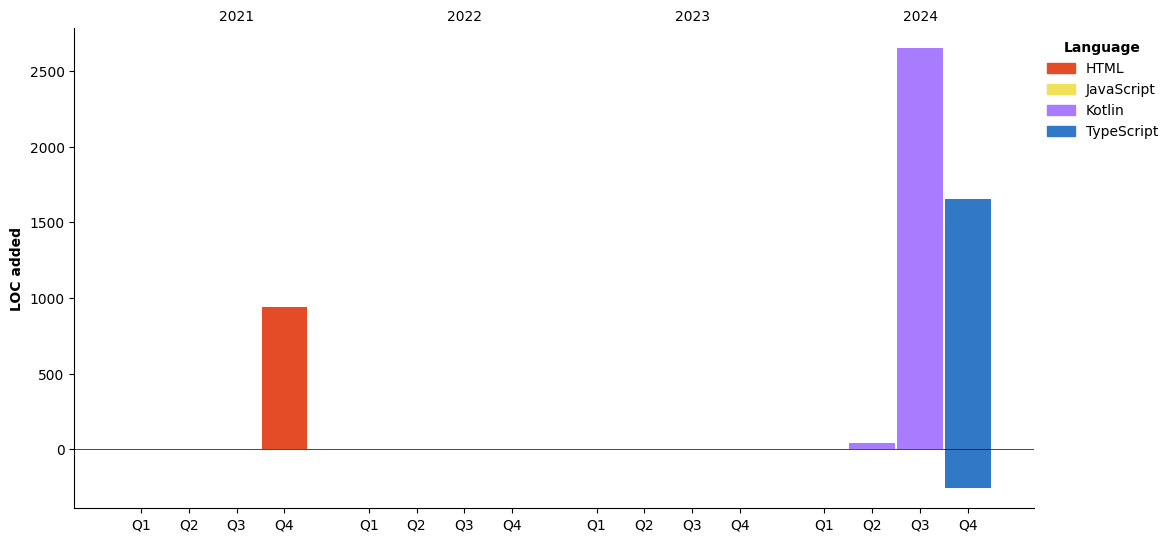 2021 2022 2023 2024
Language
HTML
JavaScript
Kotlin
TypeScript
LOC added
2500
2000
1500
1000
500
0
Q1 Q2 Q3 Q4 Q1 Q2 Q3 Q4 Q1 Q2 Q3 Q4 Q1 Q2 Q3 Q4